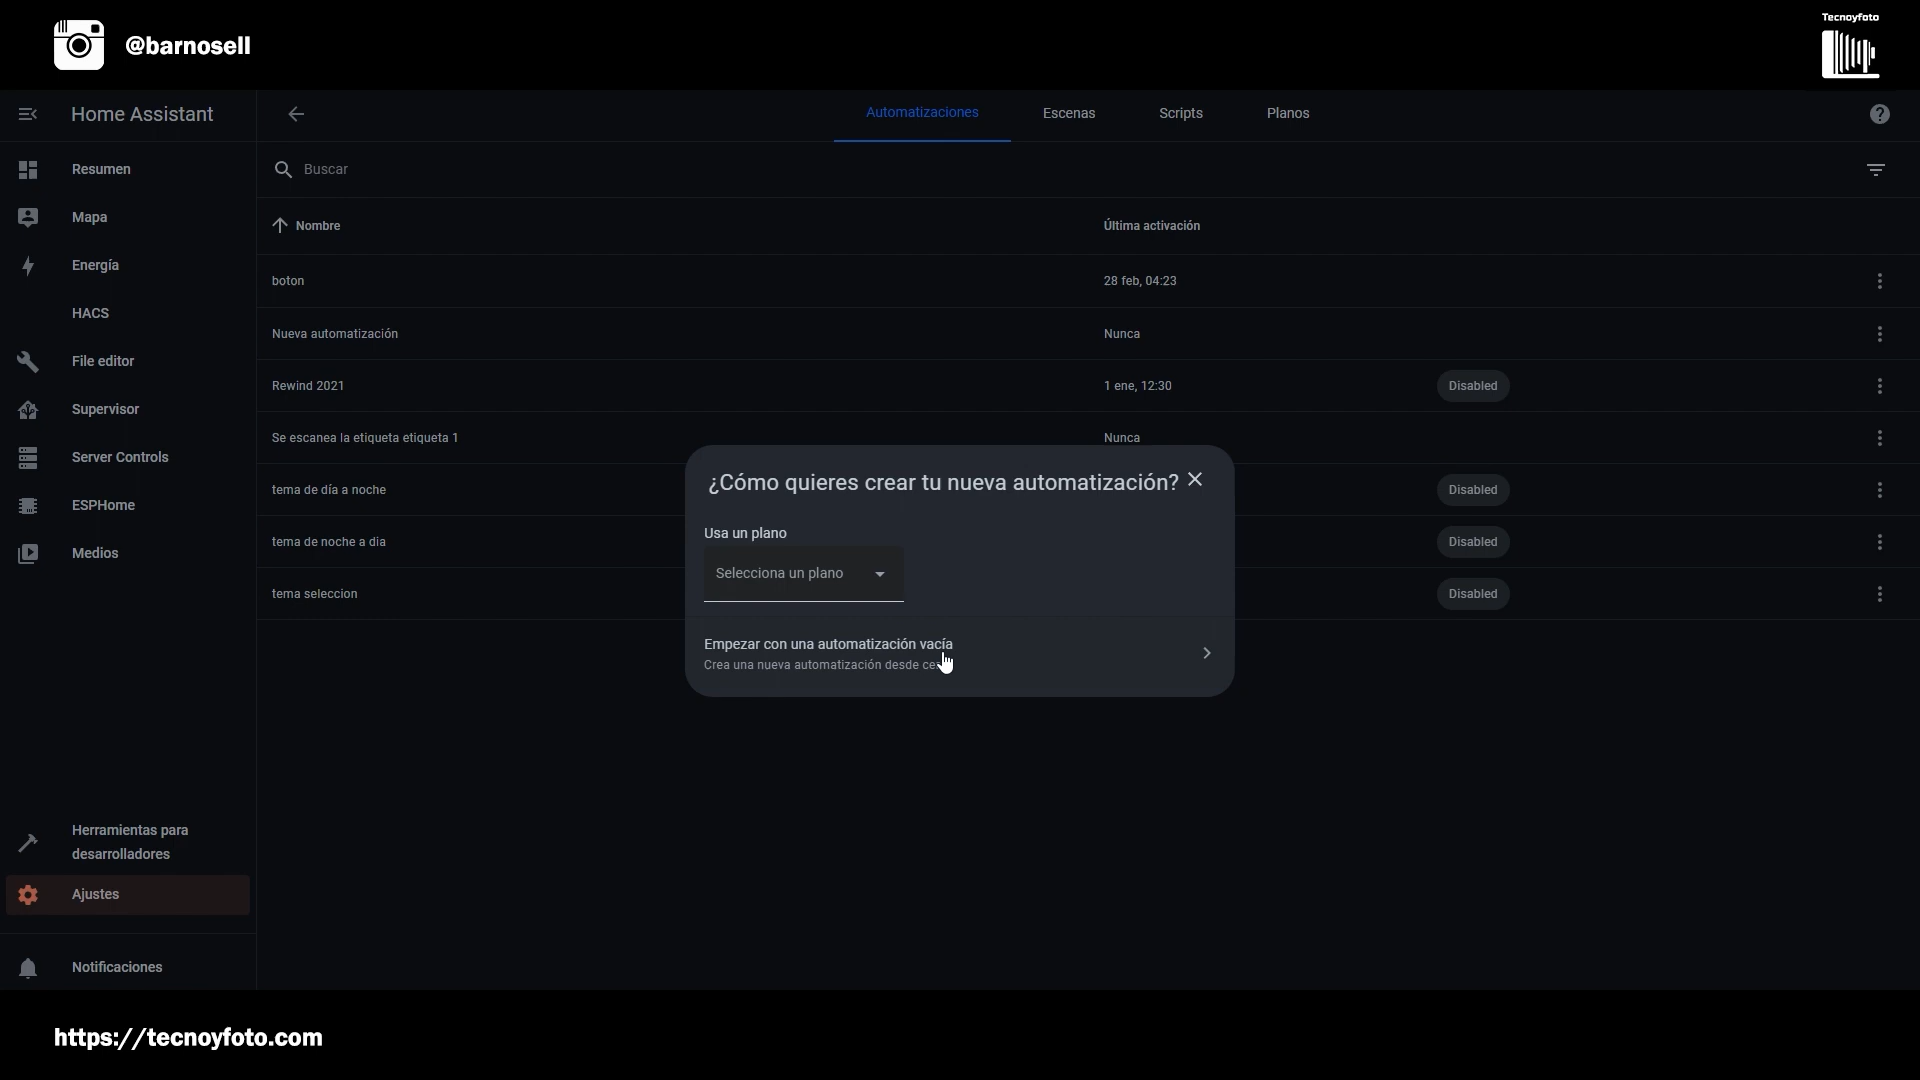 @barnosell
Tecnoyfoto
Home Assistant
Automatizaciones
Escenas
Scripts
Planos
Resumen
Mapa
Energía
HACS
File editor
Supervisor
Server Controls
ESPHome
Medios
Herramientas para
desarrolladores
Ajustes
Notificaciones
Buscar
Nombre
Última activación
boton
28 feb, 04:23
Nueva automatización
Nunca
Rewind 2021
1 ene, 12:30
Disabled
Se escanea la etiqueta etiqueta 1
Nunca
tema de día a noche
Disabled
tema de noche a dia
Disabled
tema seleccion
Disabled
¿Cómo quieres crear tu nueva automatización?
Usa un plano
Selecciona un plano
Empezar con una automatización vacía
Crea una nueva automatización desde
https://tecnoyfoto.com